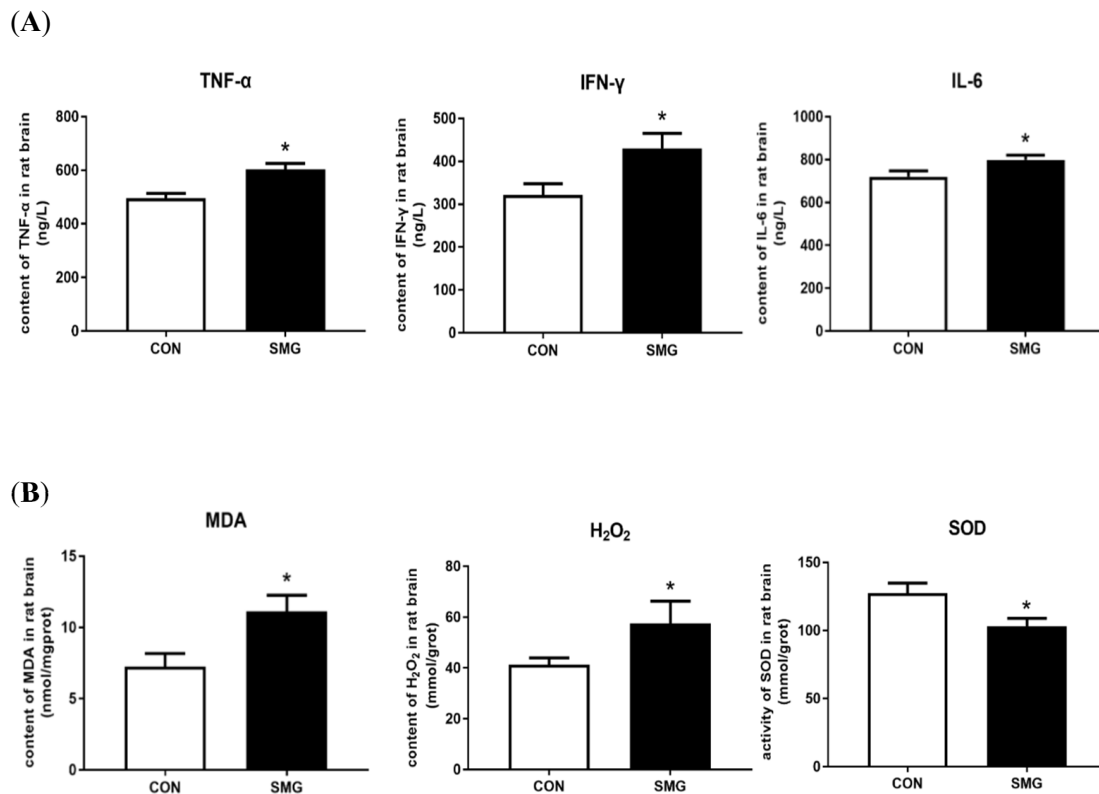 (A)
TNF-α
content of TNF-α in rat brain
(ng/L)
800
600
400
200
0
*
CON
SMG
IFN-γ
content of IFN-γ in rat brain
(ng/L)
500
400
300
200
100
0
*
CON
SMG
IL-6
content of IL-6 in rat brain
(ng/L)
1000
800
600
400
200
0
*
CON
SMG
(B)
MDA
content of MDA in rat brain
(nmol/mgprot)
15
10
5
0
*
CON
SMG
H₂O₂
content of H₂O₂ in rat brain
(mmol/grot)
80
60
40
20
0
*
CON
SMG
SOD
activity of SOD in rat brain
(mmol/grot)
150
100
50
0
*
CON
SMG